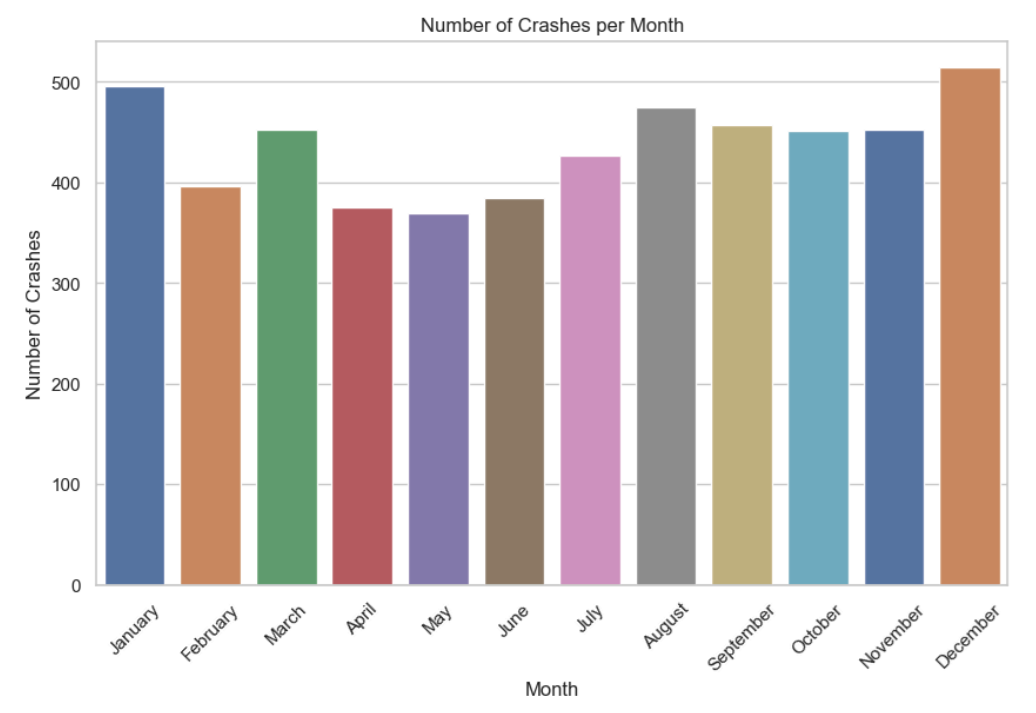 Number of Crashes per Month
Number of Crashes
500
400
300
200
100
0
January
February
March
April
May
June
July
August
September
October
November
December
Month